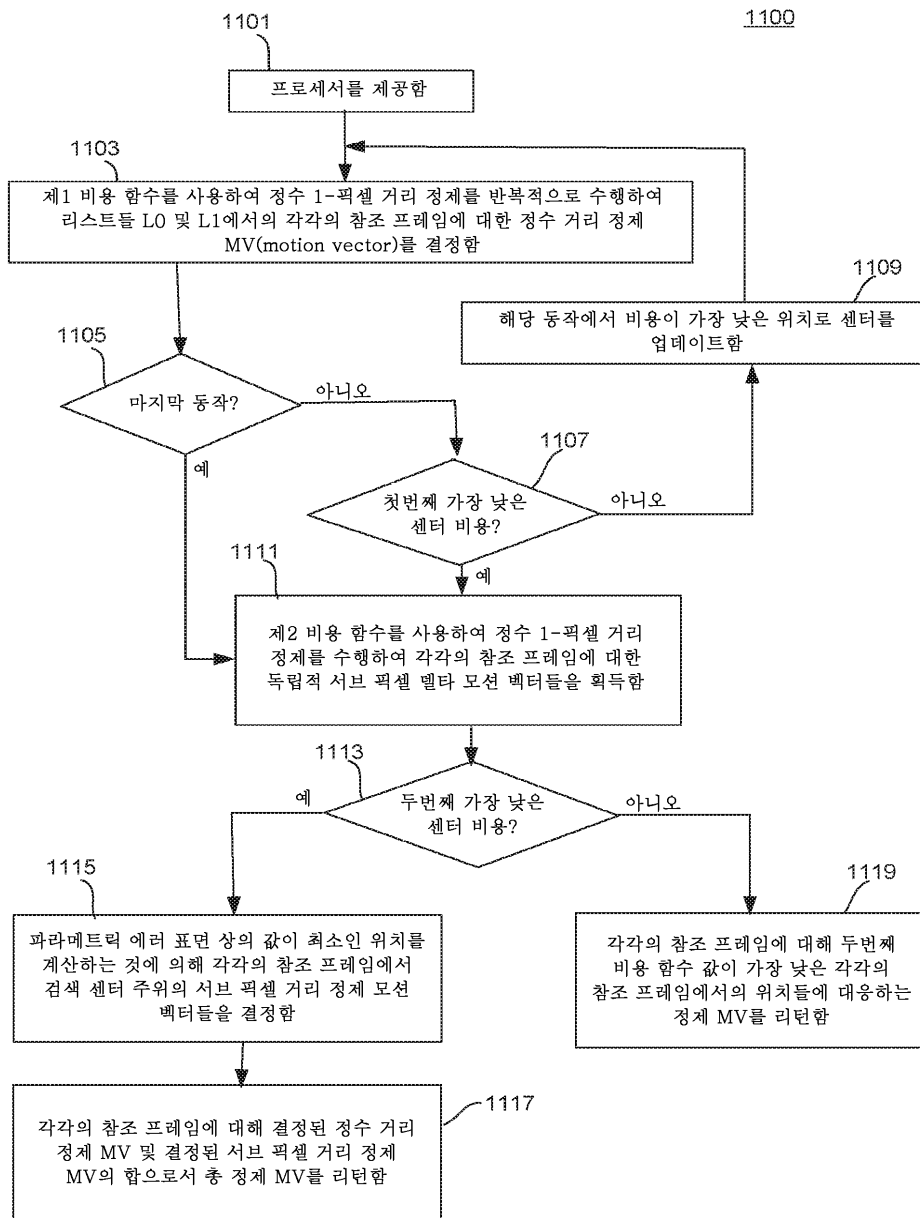 1100
1101
프로세서를 제공함
1103
제1 비용 함수를 사용하여 정수 1-픽셀 거리 정제를 반복적으로 수행하여
리스트들 L0 및 L1에서의 각각의 참조 프레임에 대한 정수 거리 정제
MV(motion vector)를 결정함
1109
해당 동작에서 비용이 가장 낮은 위치로 센터를
업데이트함
1105
마지막 동작?
아니오
예
1107
첫번째 가장 낮은
센터 비용?
아니오
예
1111
제2 비용 함수를 사용하여 정수 1-픽셀 거리
정제를 수행하여 각각의 참조 프레임에 대한
독립적 서브 픽셀 델타 모션 벡터들을 획득함
1113
두번째 가장 낮은
센터 비용?
예
아니오
1115
파라메트릭 에러 표면 상의 값이 최소인 위치를
계산하는 것에 의해 각각의 참조 프레임에서
검색 센터 주위의 서브 픽셀 거리 정제 모션
벡터들을 결정함
1119
각각의 참조 프레임에 대해 두번째
비용 함수 값이 가장 낮은 각각의
참조 프레임에서의 위치들에 대응하는
정제 MV를 리턴함
1117
각각의 참조 프레임에 대해 결정된 정수 거리
정제 MV 및 결정된 서브 픽셀 거리 정제
MV의 합으로서 총 정제 MV를 리턴함